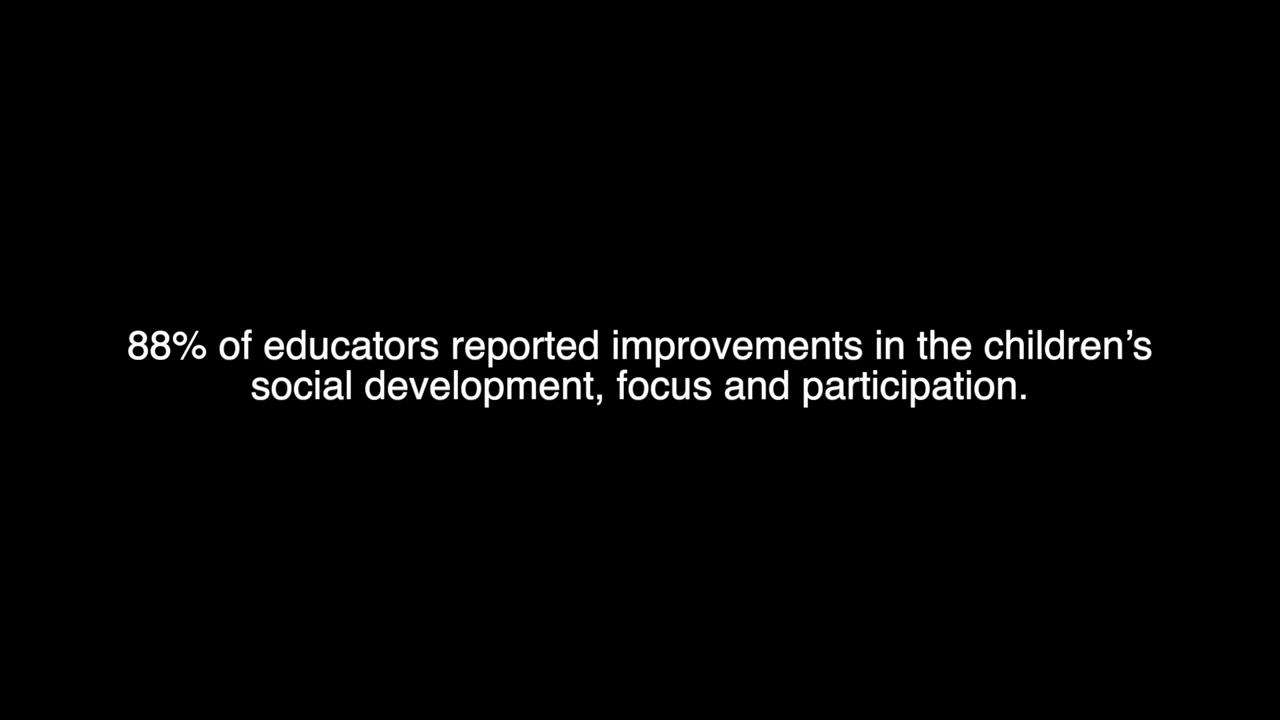 88% of educators reported improvements in the children’s
social development, focus and participation.